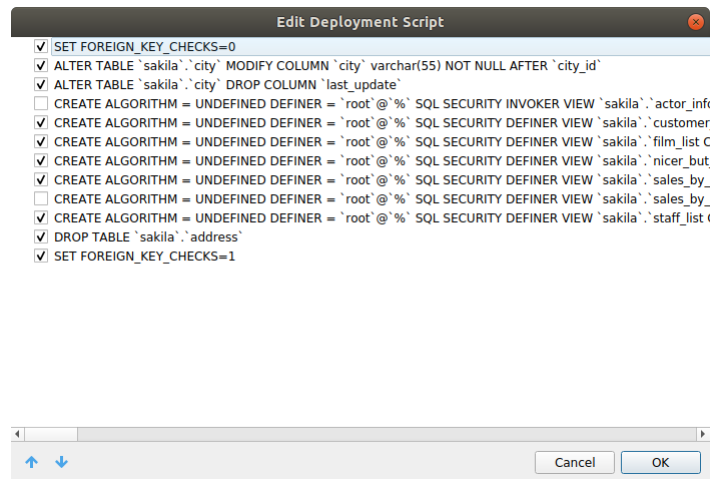 Edit Deployment Script
SET FOREIGN_KEY_CHECKS=0
ALTER TABLE `sakila`.`city` MODIFY COLUMN `city` varchar(55) NOT NULL AFTER `city_id`
ALTER TABLE `sakila`.`city` DROP COLUMN `last_update`
CREATE ALGORITHM = UNDEFINED DEFINER = `root`@`%` SQL SECURITY INVOKER VIEW `sakila`.`actor_info
CREATE ALGORITHM = UNDEFINED DEFINER = `root`@`%` SQL SECURITY DEFINER VIEW `sakila`.`customer_
CREATE ALGORITHM = UNDEFINED DEFINER = `root`@`%` SQL SECURITY DEFINER VIEW `sakila`.`film_list
CREATE ALGORITHM = UNDEFINED DEFINER = `root`@`%` SQL SECURITY DEFINER VIEW `sakila`.`nicer_but_
CREATE ALGORITHM = UNDEFINED DEFINER = `root`@`%` SQL SECURITY DEFINER VIEW `sakila`.`sales_by_
CREATE ALGORITHM = UNDEFINED DEFINER = `root`@`%` SQL SECURITY DEFINER VIEW `sakila`.`sales_by_
CREATE ALGORITHM = UNDEFINED DEFINER = `root`@`%` SQL SECURITY DEFINER VIEW `sakila`.`staff_list
DROP TABLE `sakila`.`address`
SET FOREIGN_KEY_CHECKS=1
Cancel OK